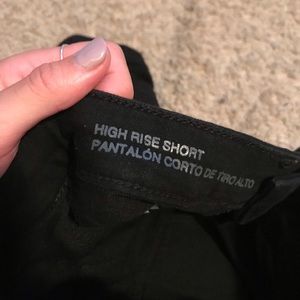 HIGH RISE SHORT
PANTALÓN CORTO DE TIRO ALTO